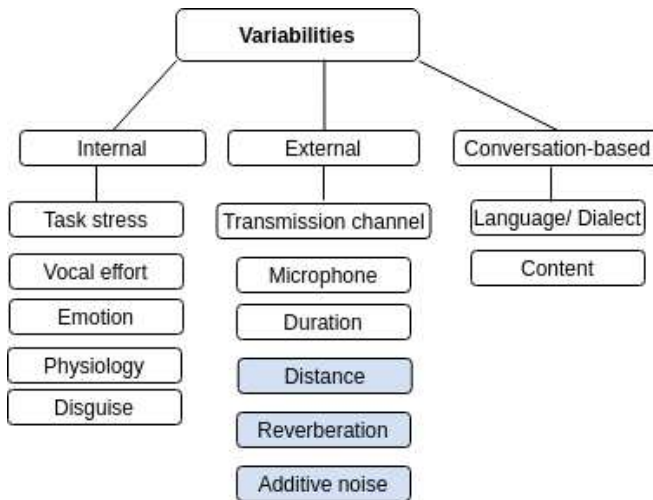 Variabilities
Internal
External
Conversation-based
Task stress
Transmission channel
Language/ Dialect
Vocal effort
Microphone
Content
Emotion
Duration
Physiology
Distance
Disguise
Reverberation
Additive noise